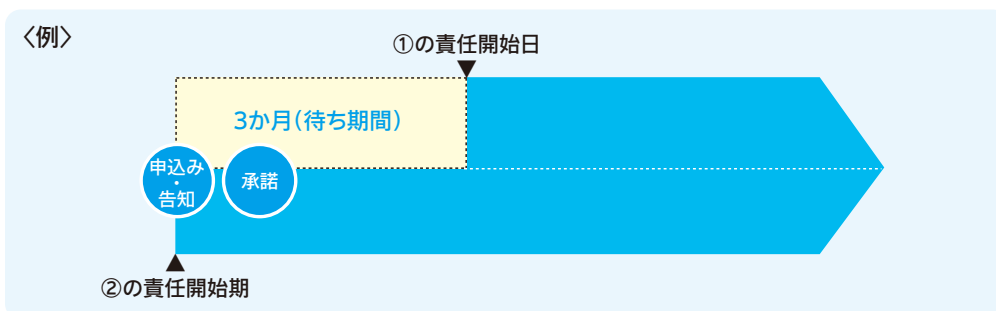 〈例〉
①の責任開始日
3か月(待ち期間)
申込み
・
告知
承諾
②の責任開始期